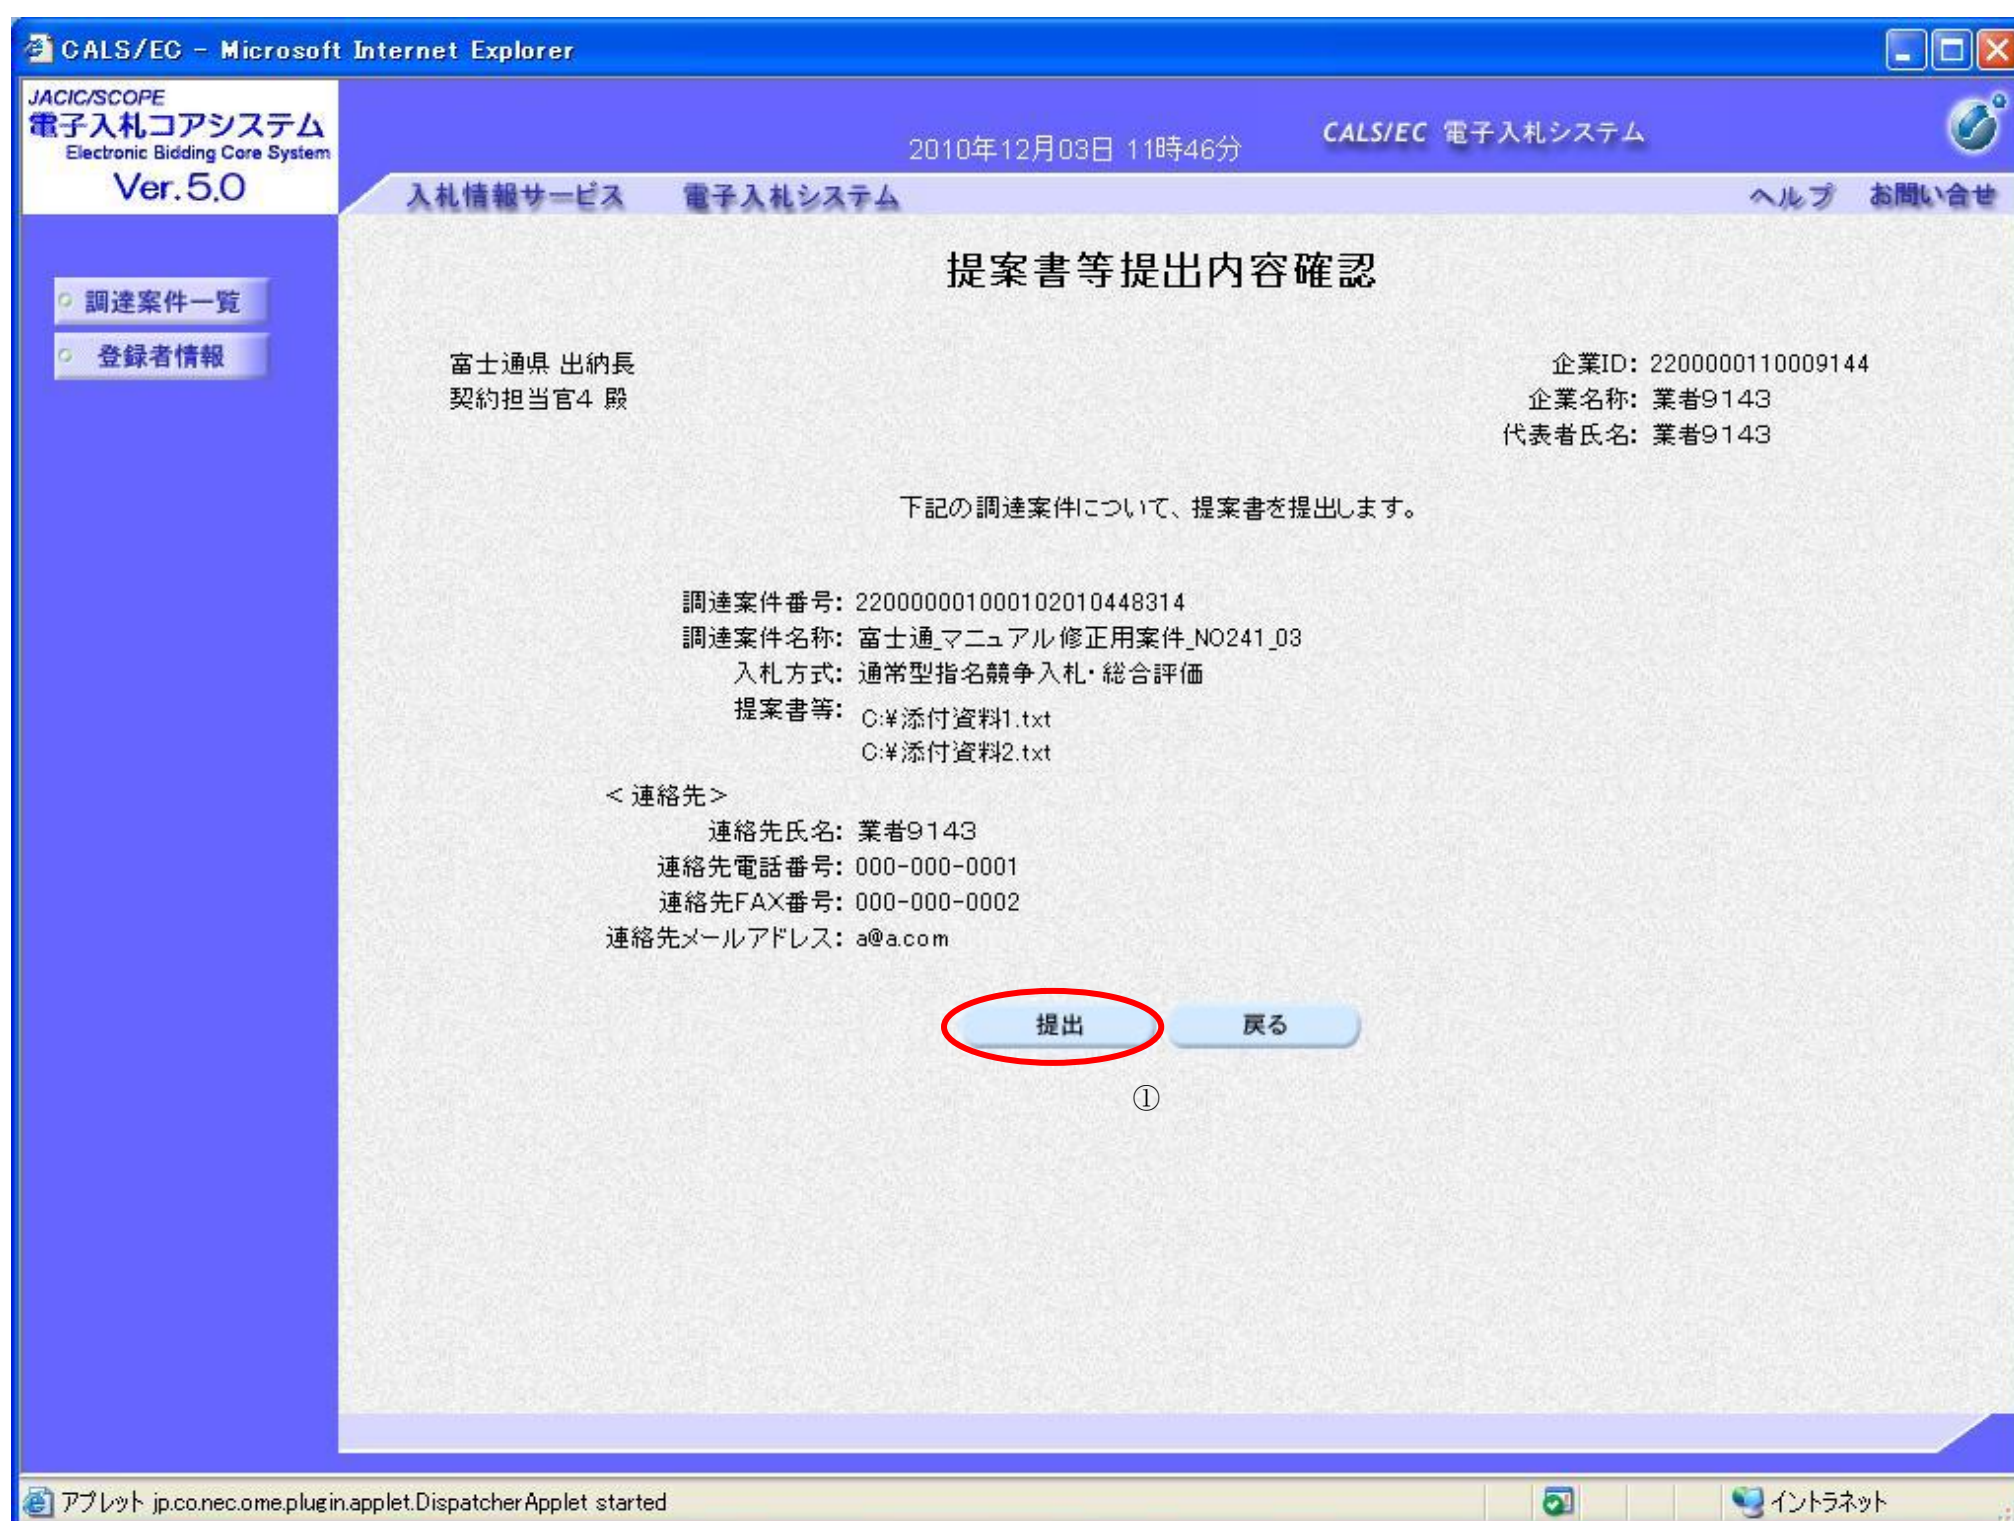 CALS/EC - Microsoft Internet Explorer
JACIC/SCOPE
電子入札コアシステム
Electronic Bidding Core System
Ver.5.0
2010年12月03日 11時46分
CALS/EC 電子入札システム
入札情報サービス 電子入札システム ヘルプ お問い合せ
調達案件一覧
登録者情報
提案書等提出内容確認
富士通県 出納長
契約担当官4 殿
企業ID: 2200000110009144
企業名称: 業者9143
代表者氏名: 業者9143
下記の調達案件について、提案書を提出します。
調達案件番号: 220000001000102010448314
調達案件名称: 富士通_マニュアル修正用案件_NO241_03
入札方式: 通常型指名競争入札・総合評価
提案書等: C:¥添付資料1.txt
C:¥添付資料2.txt
＜連絡先＞
連絡先氏名: 業者9143
連絡先電話番号: 000-000-0001
連絡先FAX番号: 000-000-0002
連絡先メールアドレス: a@a.com
提出 戻る
①
アプレット jp.co.nec.ome.plugin.applet.DispatcherApplet started
イントラネット